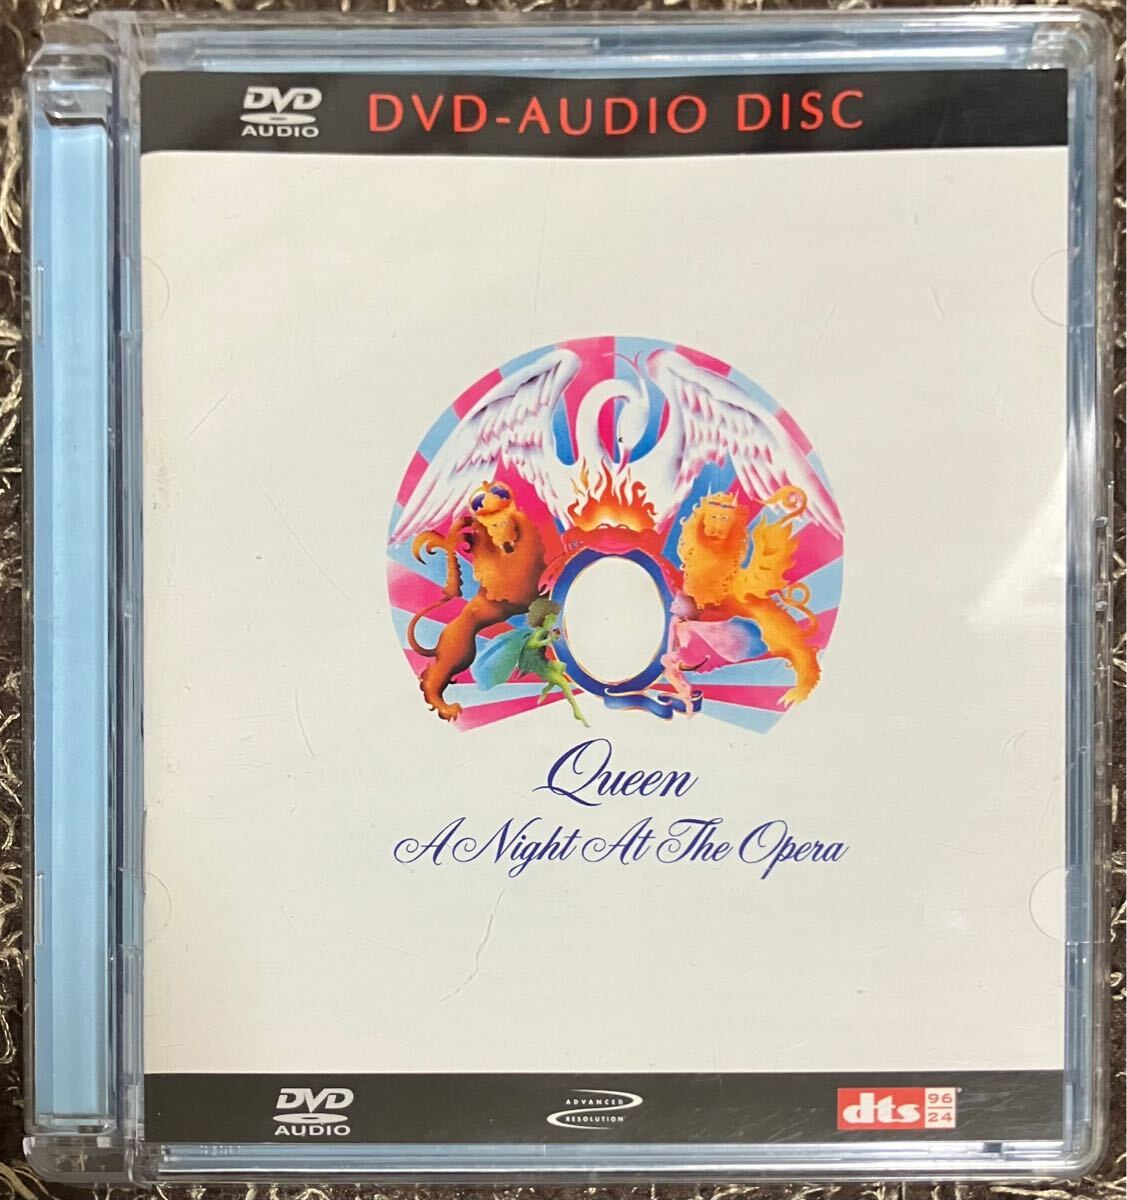 DVD AUDIO DVD-AUDIO DISC
Queen
A Night At The Opera
DVD AUDIO ADVANCED RESOLUTION dts 96 24